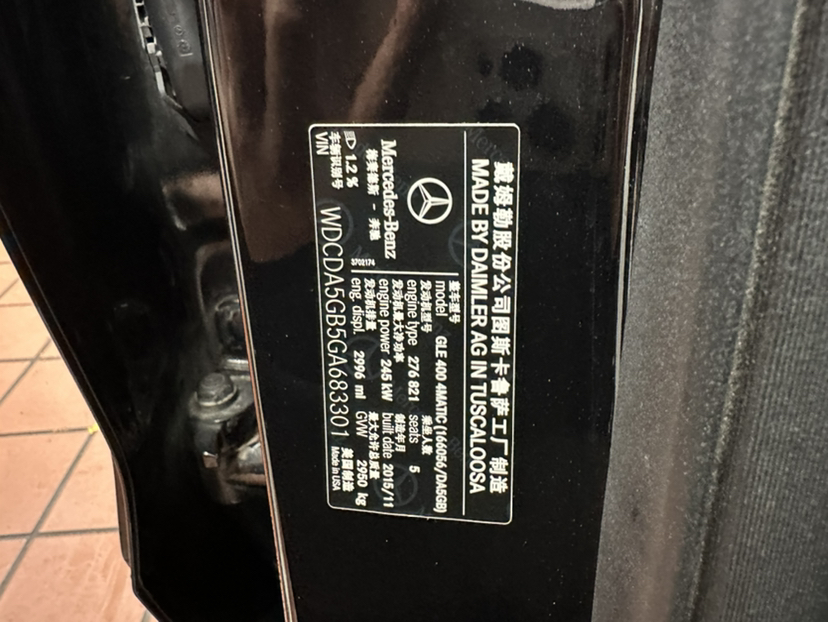 戴姆勒股份公司图斯卡鲁萨工厂制造
MADE BY DAIMLER AG IN TUSCALOOSA
整车型号
model GLE 400 4MATIC (166056/DA5GB)
发动机型号 乘坐人数
engine type 276 821 seats 5
发动机最大净功率 制造年月
engine power 245 kW built date 2015/11
发动机排量 最大允许总质量
eng. displ. 2996 ml GVW 2950 kg
Mercedes-Benz
梅赛德斯 - 奔驰
1.2 %
5702174
车辆识别号
VIN WDCDA5GB5GA683301
美国制造
Made in USA